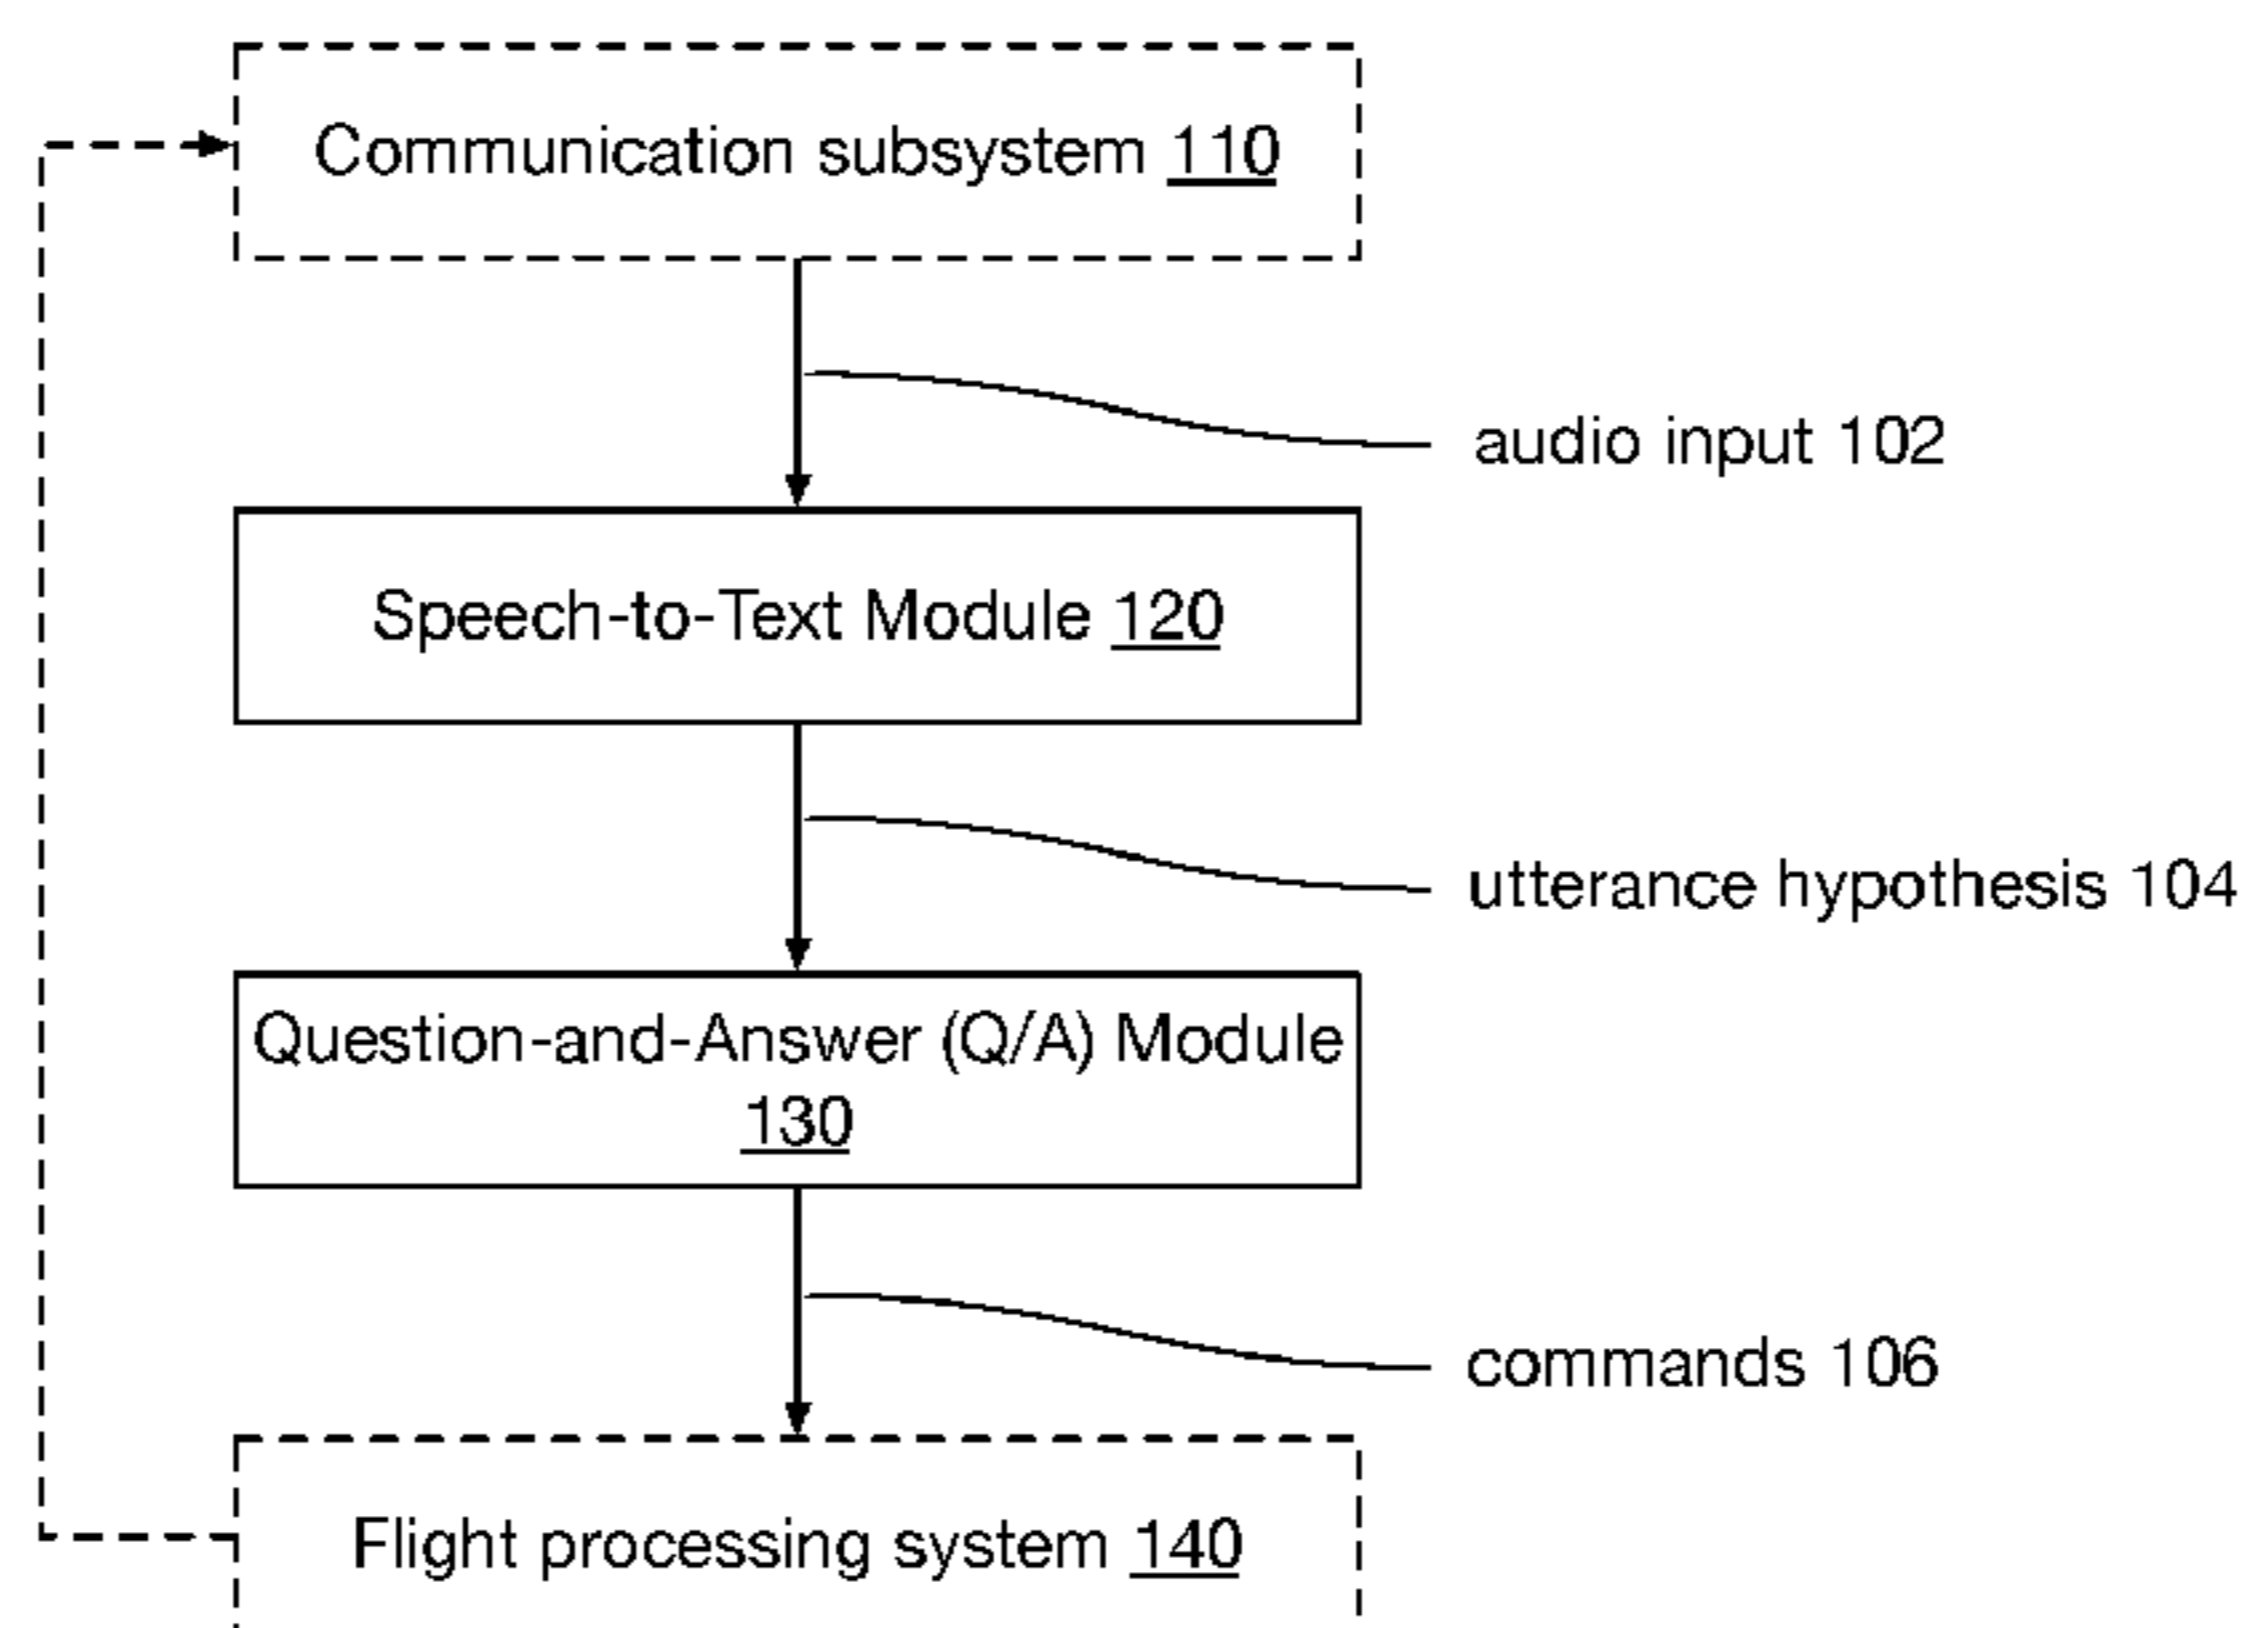 Communication subsystem 110
audio input 102
Speech-to-Text Module 120
utterance hypothesis 104
Question-and-Answer (Q/A) Module
130
commands 106
Flight processing system 140